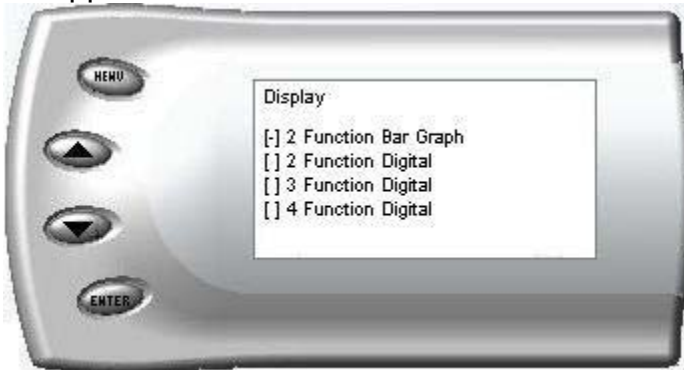 MENU
Display
[-] 2 Function Bar Graph
[ ] 2 Function Digital
[ ] 3 Function Digital
[ ] 4 Function Digital
ENTER